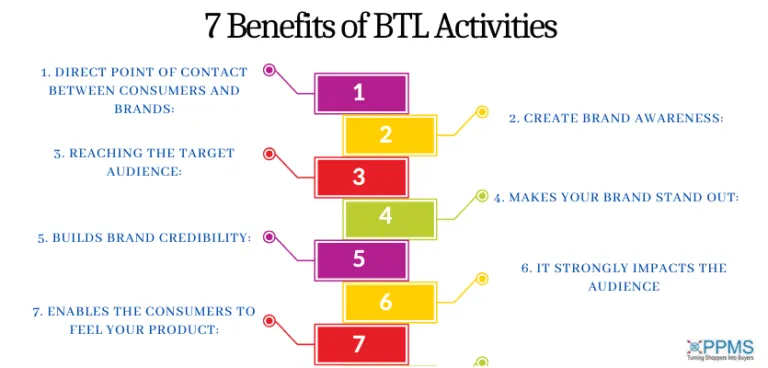 7 Benefits of BTL Activities
1. DIRECT POINT OF CONTACT
BETWEEN CONSUMERS AND
BRANDS:
1
2. CREATE BRAND AWARENESS:
2
3. REACHING THE TARGET
AUDIENCE:
3
4. MAKES YOUR BRAND STAND OUT:
4
5. BUILDS BRAND CREDIBILITY:
5
6. IT STRONGLY IMPACTS THE
AUDIENCE
6
7. ENABLES THE CONSUMERS TO
FEEL YOUR PRODUCT:
7
PPMS
Turning Shoppers Into Buyers